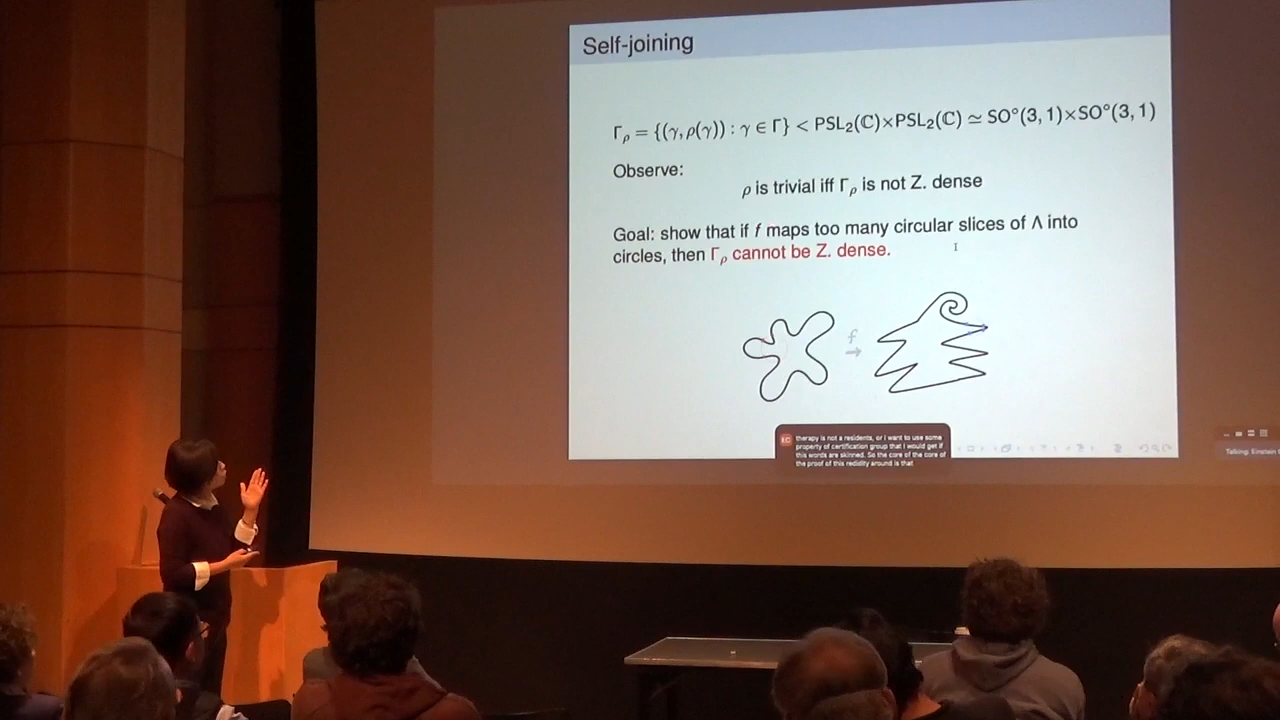 Self-joining
Γρ = {(γ, ρ(γ)) : γ ∈ Γ} < PSL₂(ℂ)×PSL₂(ℂ) ≃ SO°(3, 1)×SO°(3, 1)
Observe:
ρ is trivial iff Γρ is not Z. dense
Goal: show that if f maps too many circular slices of Λ into
circles, then Γρ cannot be Z. dense.
f
→
therapy is not a residents, or I want to use some
property of certification group that I would get if
this words are skinned. So the core of the core of
the proof of this rigidity around is that
Talking: Einstein